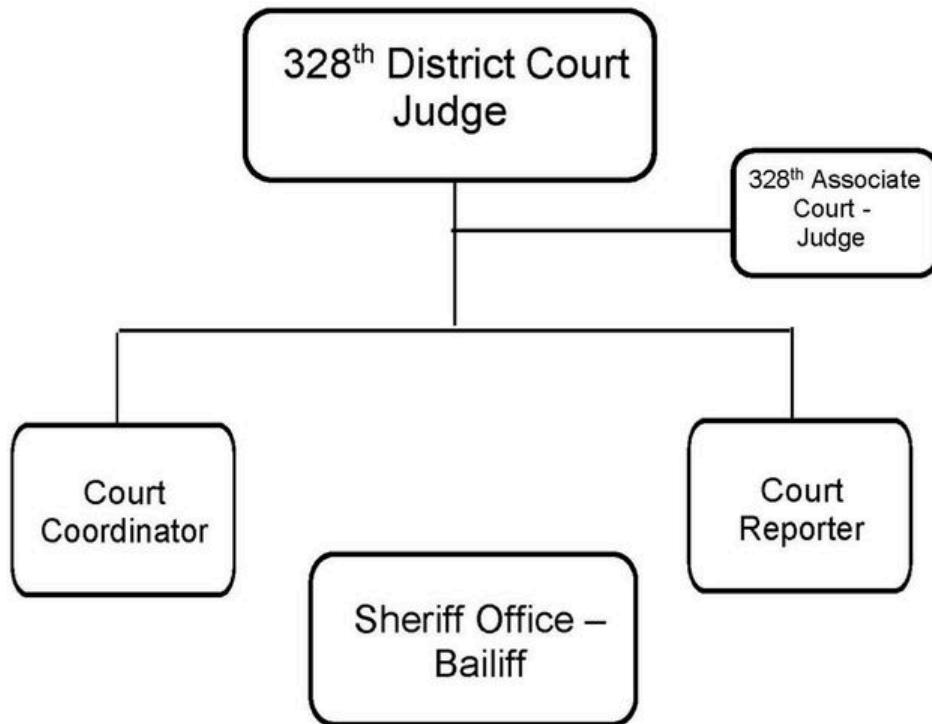 328th District Court
Judge
328th Associate
Court -
Judge
Court
Coordinator
Court
Reporter
Sheriff Office –
Bailiff